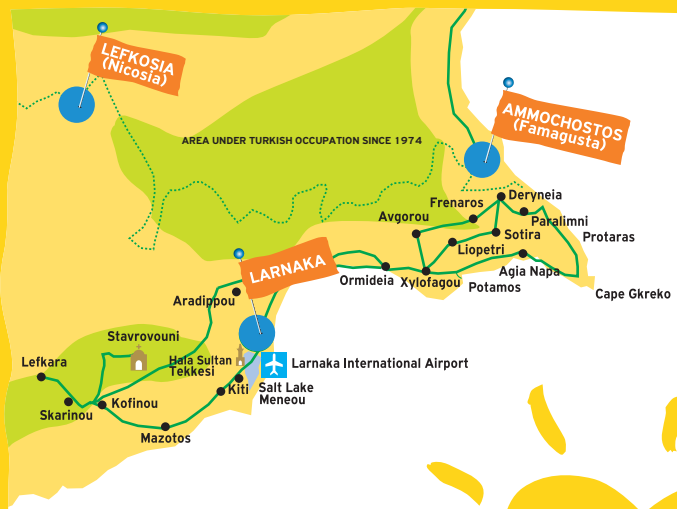 LEFKOSIA
(Nicosia)
AMMOCHOSTOS
(Famagusta)
AREA UNDER TURKISH OCCUPATION SINCE 1974
Deryneia
Frenaros
Avgorou
Paralimni
Sotira
Protaras
Liopetri
LARNAKA
Agia Napa
Ormideia
Xylofagou
Potamos
Cape Gkreko
Aradippou
Stavrovouni
Hala Sultan
Tekkesi
Larnaka International Airport
Lefkara
Kiti
Salt Lake
Meneou
Skarinou
Kofinou
Mazotos